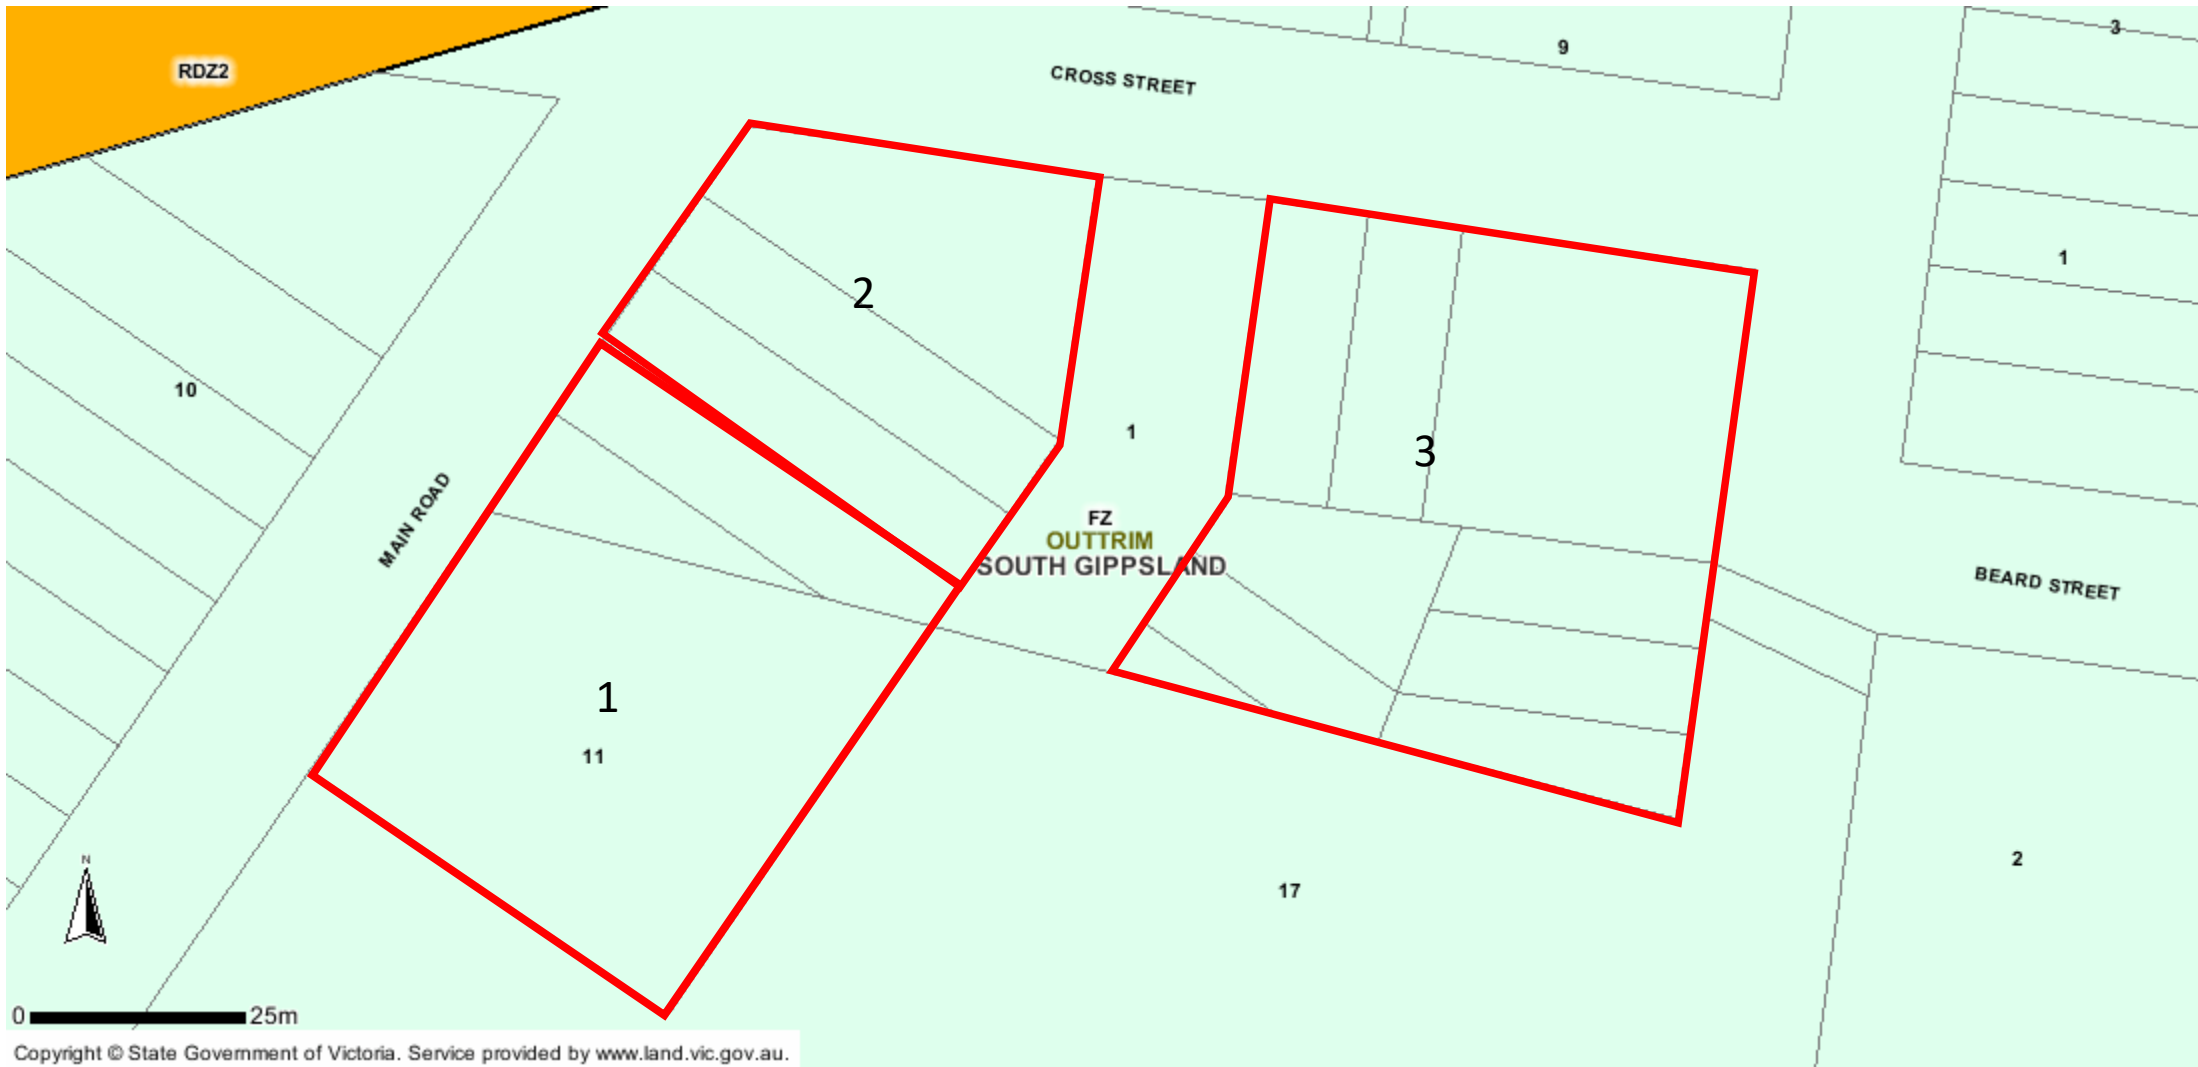 3
9
RDZ2
CROSS STREET
1
2
10
1
3
MAIN ROAD
FZ
OUTTRIM
SOUTH GIPPSLAND
BEARD STREET
1
11
N
2
17
0 25m
Copyright © State Government of Victoria. Service provided by www.land.vic.gov.au.